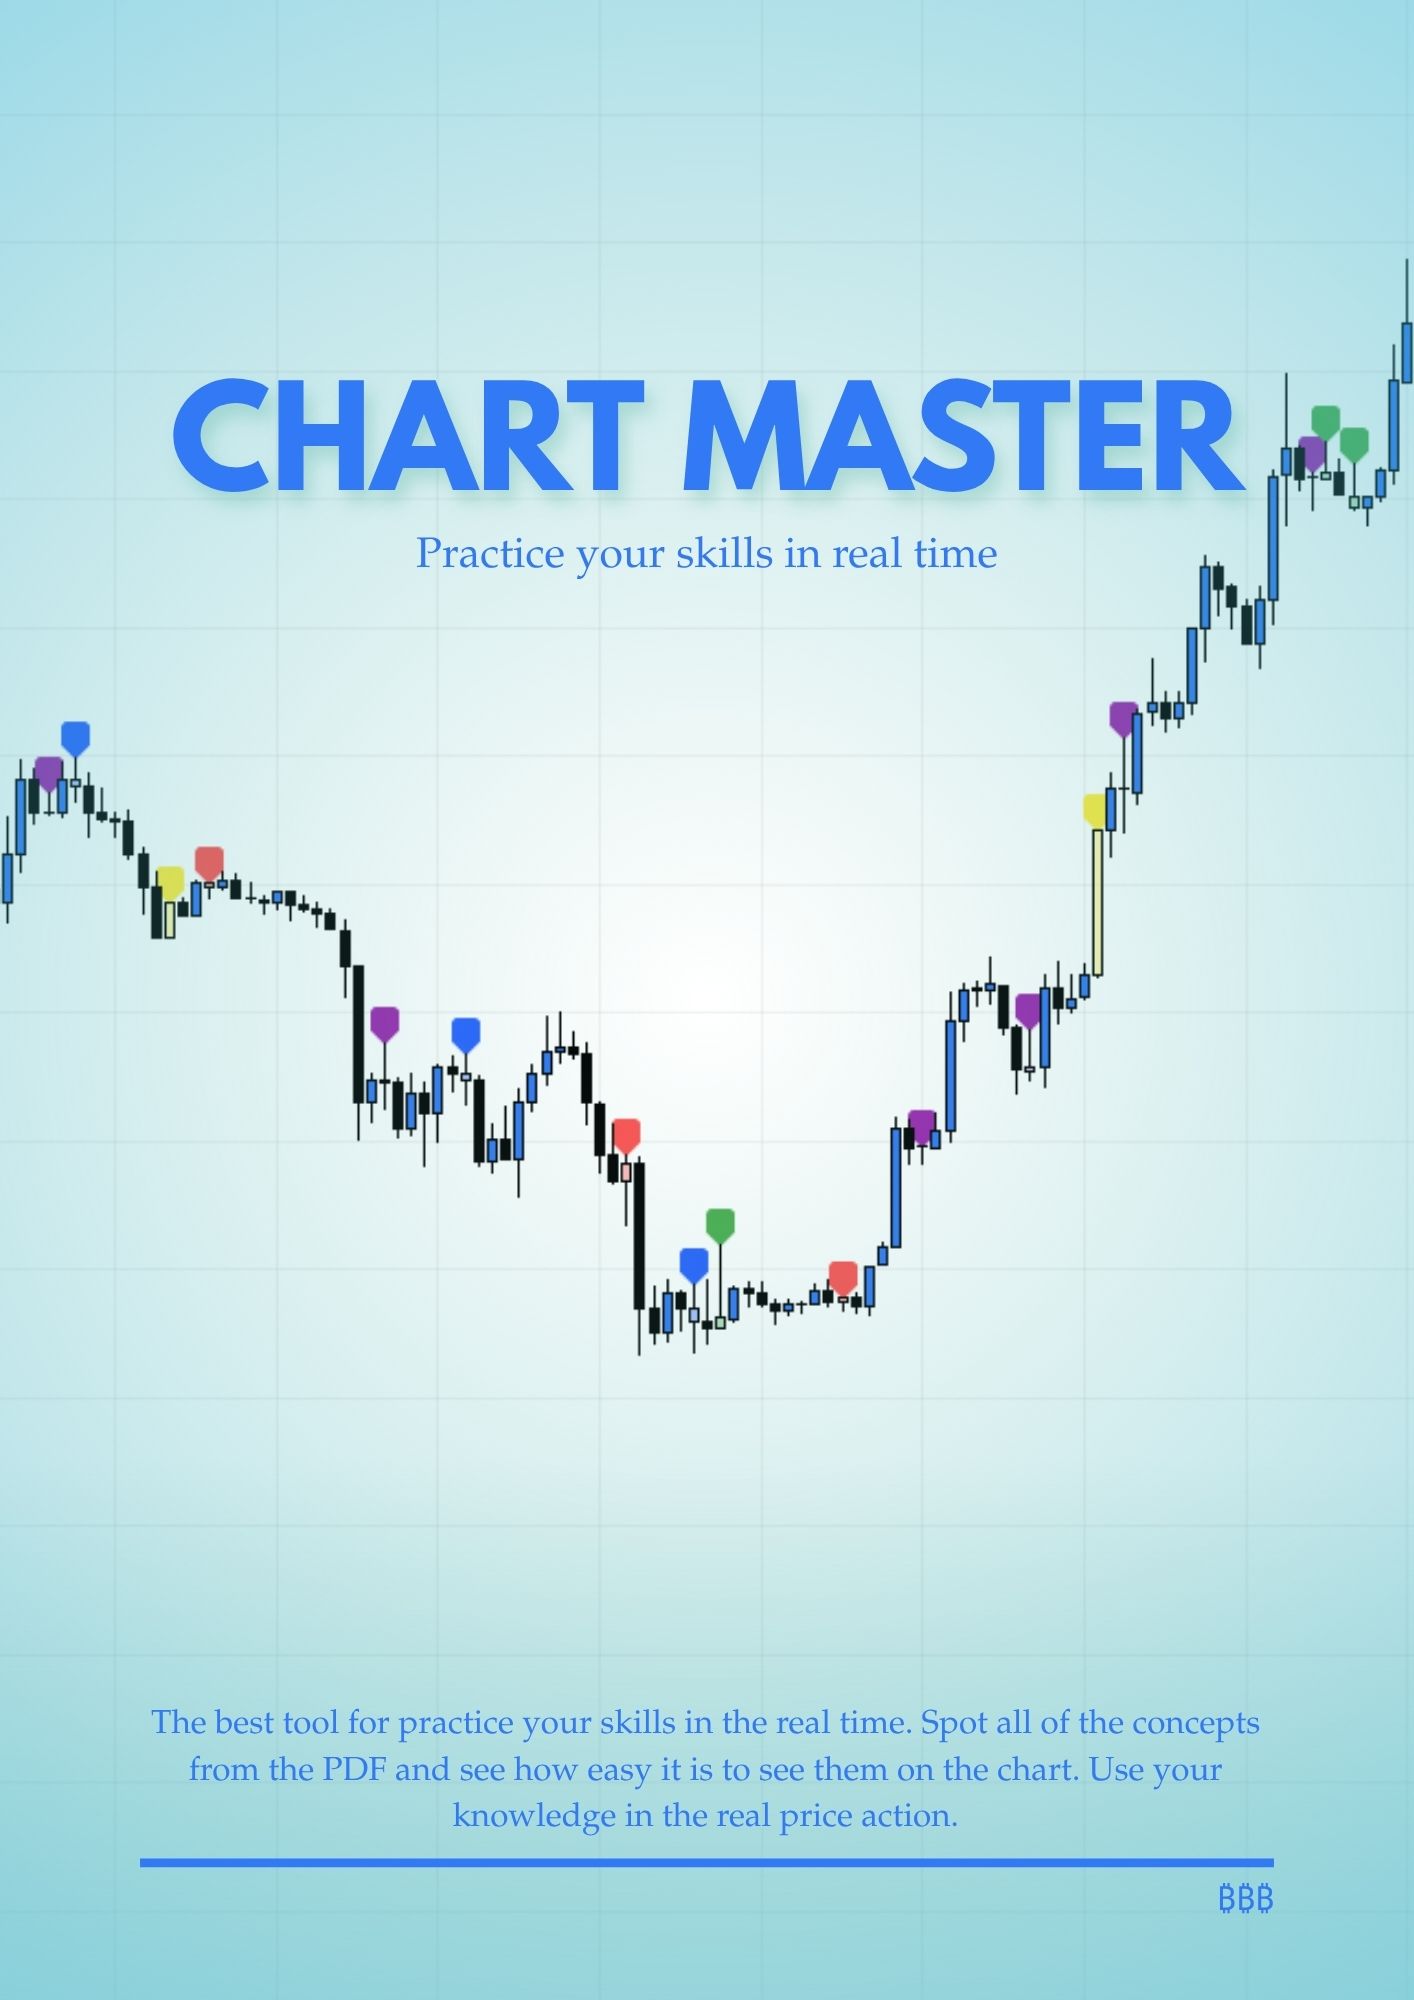 CHART MASTER
Practice your skills in real time
The best tool for practice your skills in the real time. Spot all of the concepts
from the PDF and see how easy it is to see them on the chart. Use your
knowledge in the real price action.
₿₿₿